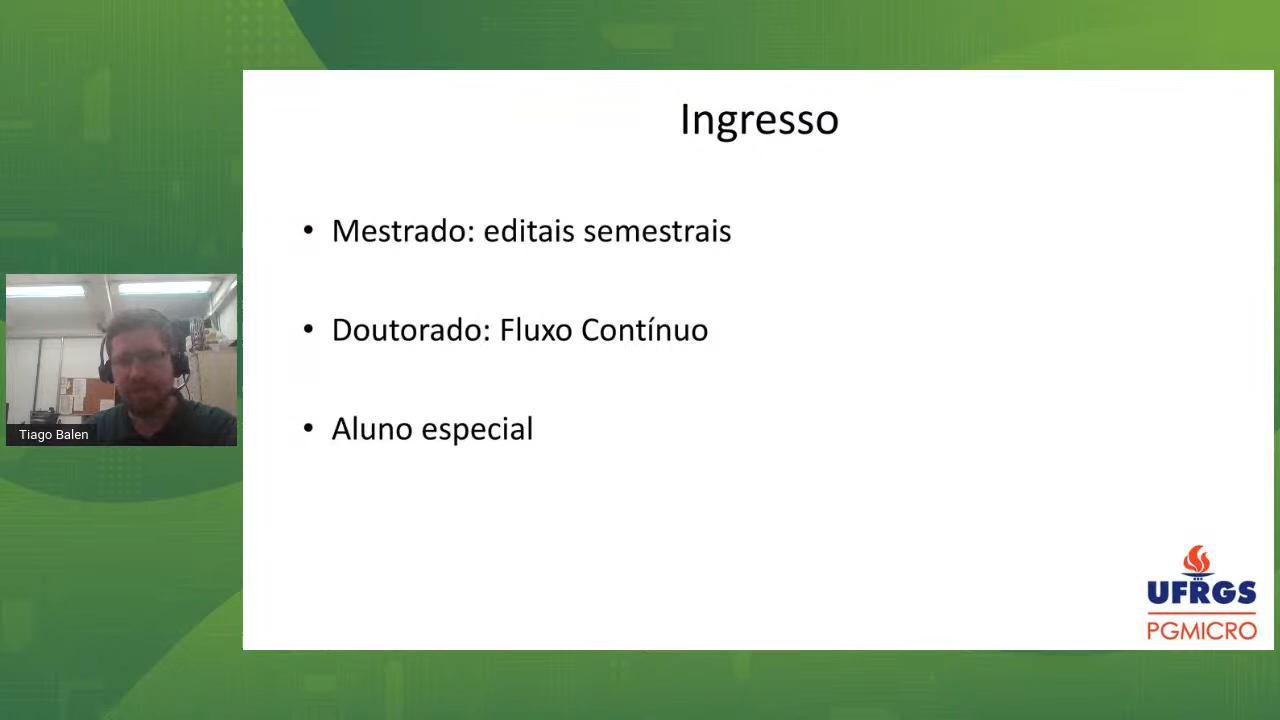 Ingresso
• Mestrado: editais semestrais
• Doutorado: Fluxo Contínuo
• Aluno especial
Tiago Balen
UFRGS
PGMICRO